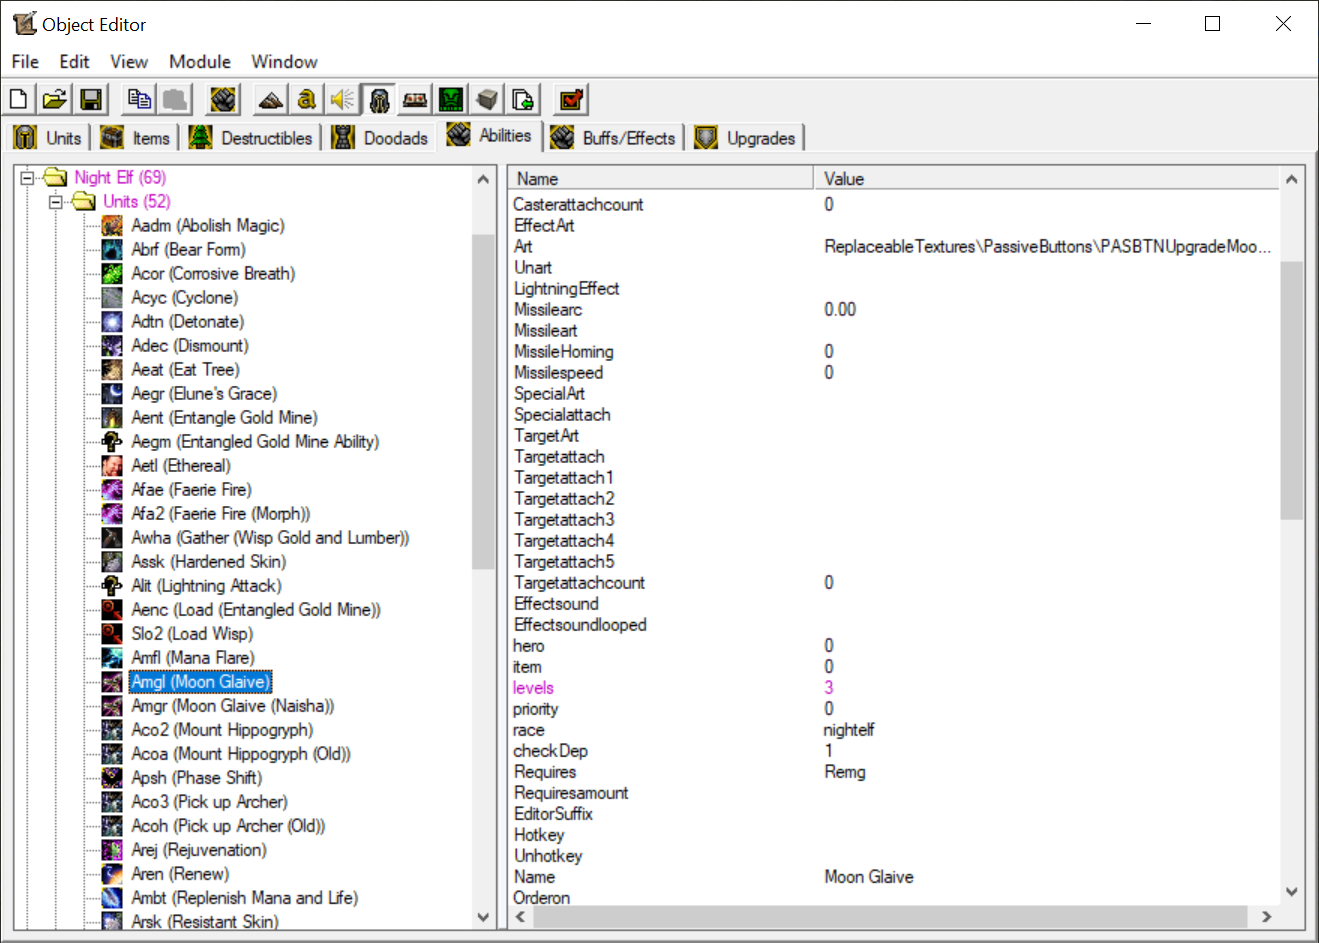 Object Editor
File Edit View Module Window
Units Items Destructibles Doodads Abilities Buffs/Effects Upgrades
Night Elf (69)
Units (52)
Aadm (Abolish Magic)
Abrf (Bear Form)
Acor (Corrosive Breath)
Acyc (Cyclone)
Adtn (Detonate)
Adec (Dismount)
Aeat (Eat Tree)
Aegr (Elune's Grace)
Aent (Entangle Gold Mine)
Aegm (Entangled Gold Mine Ability)
Aetl (Ethereal)
Afae (Faerie Fire)
Afa2 (Faerie Fire (Morph))
Awha (Gather (Wisp Gold and Lumber))
Assk (Hardened Skin)
Alit (Lightning Attack)
Aenc (Load (Entangled Gold Mine))
Slo2 (Load Wisp)
Amfl (Mana Flare)
Amgl (Moon Glaive)
Amgr (Moon Glaive (Naisha))
Aco2 (Mount Hippogryph)
Acoa (Mount Hippogryph (Old))
Apsh (Phase Shift)
Aco3 (Pick up Archer)
Acoh (Pick up Archer (Old))
Arej (Rejuvenation)
Aren (Renew)
Ambt (Replenish Mana and Life)
Arsk (Resistant Skin)
Name Value
Casterattachcount 0
EffectArt
Art ReplaceableTextures\PassiveButtons\PASBTNUpgradeMoo...
Unart
LightningEffect
Missilearc 0.00
Missileart
MissileHoming 0
Missilespeed 0
SpecialArt
Specialattach
TargetArt
Targetattach
Targetattach1
Targetattach2
Targetattach3
Targetattach4
Targetattach5
Targetattachcount 0
Effectsound
Effectsoundlooped
hero 0
item 0
levels 3
priority 0
race nightelf
checkDep 1
Requires Remg
Requiresamount
EditorSuffix
Hotkey
Unhotkey
Name Moon Glaive
Orderon